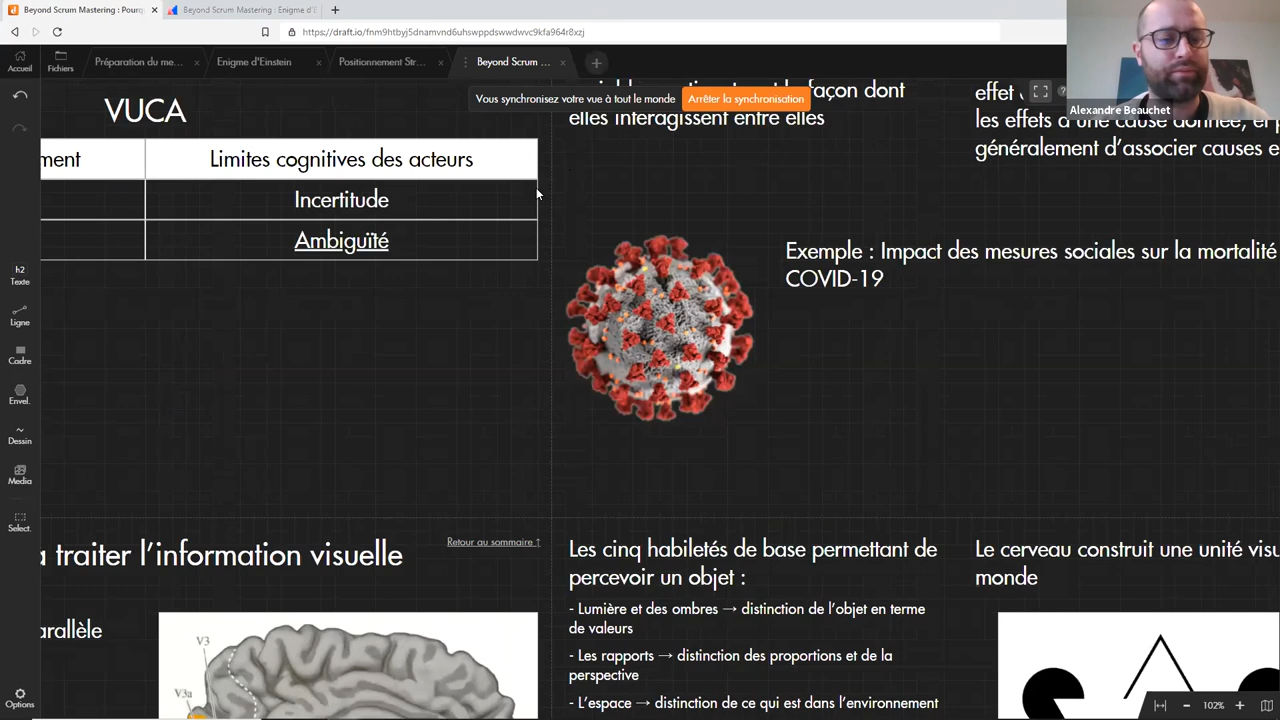 Beyond Scrum Mastering : Pourq
Beyond Scrum Mastering : Enigme d'E
https://draft.io/fnm9htbyj5dnamvnd6uhswppdswwdwvc9kfa964r8xzj
Accueil
Fichiers
Préparation du me...
Enigme d'Einstein
Positionnement Str...
Beyond Scrum ...
Vous synchronisez votre vue à tout le monde
Arrêter la synchronisation
Alexandre Beauchet
VUCA
ment
Limites cognitives des acteurs
Incertitude
Ambiguïté
façon dont
elles interagissent entre elles
effet
les effets d'une cause donnée, et p
généralement d'associer causes e
Exemple : Impact des mesures sociales sur la mortalité
COVID-19
h2
Texte
Ligne
Cadre
Envel.
Dessin
Media
Select.
Options
à traiter l'information visuelle
Retour au sommaire ↑
arallèle
V3
V3a
Les cinq habiletés de base permettant de
percevoir un objet :
- Lumière et des ombres → distinction de l'objet en terme
de valeurs
- Les rapports → distinction des proportions et de la
perspective
- L'espace → distinction de ce qui est dans l'environnement
Le cerveau construit une unité visu
monde
102%